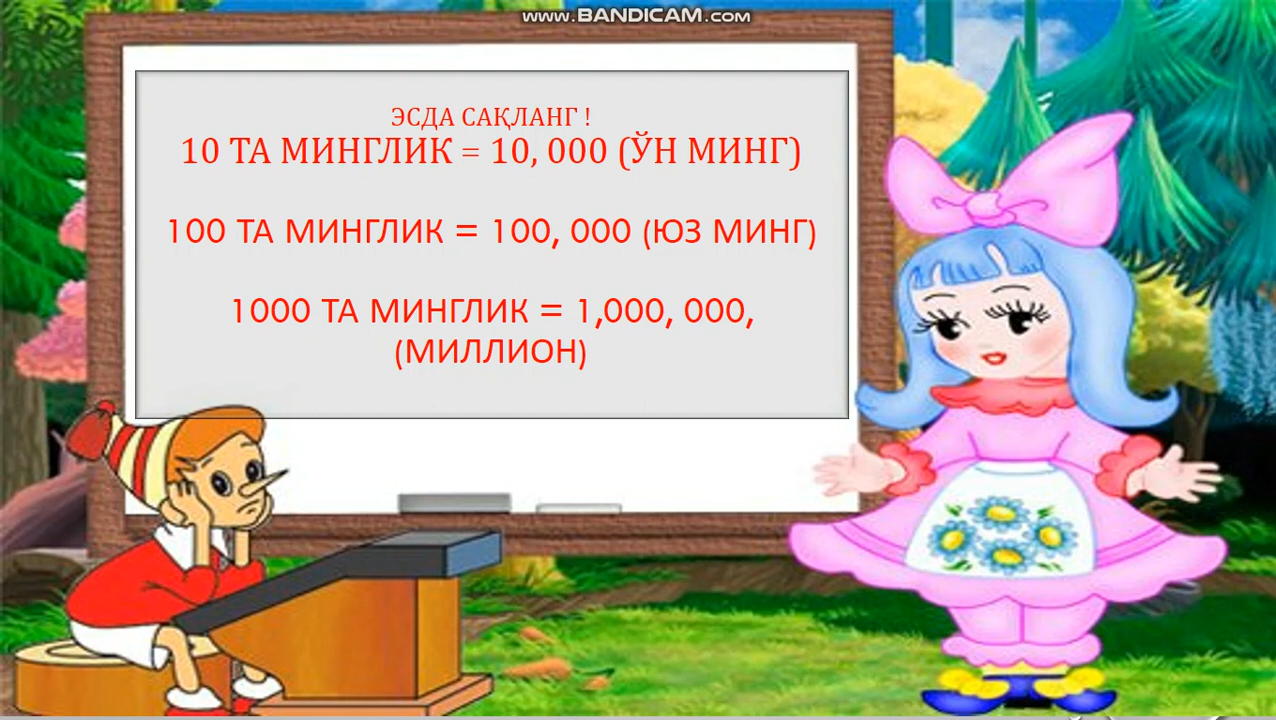 www.BANDICAM.com
ЭСДА САҚЛАНГ !
10 ТА МИНГЛИК = 10, 000 (ЎН МИНГ)
100 ТА МИНГЛИК = 100, 000 (ЮЗ МИНГ)
1000 ТА МИНГЛИК = 1,000, 000,
(МИЛЛИОН)